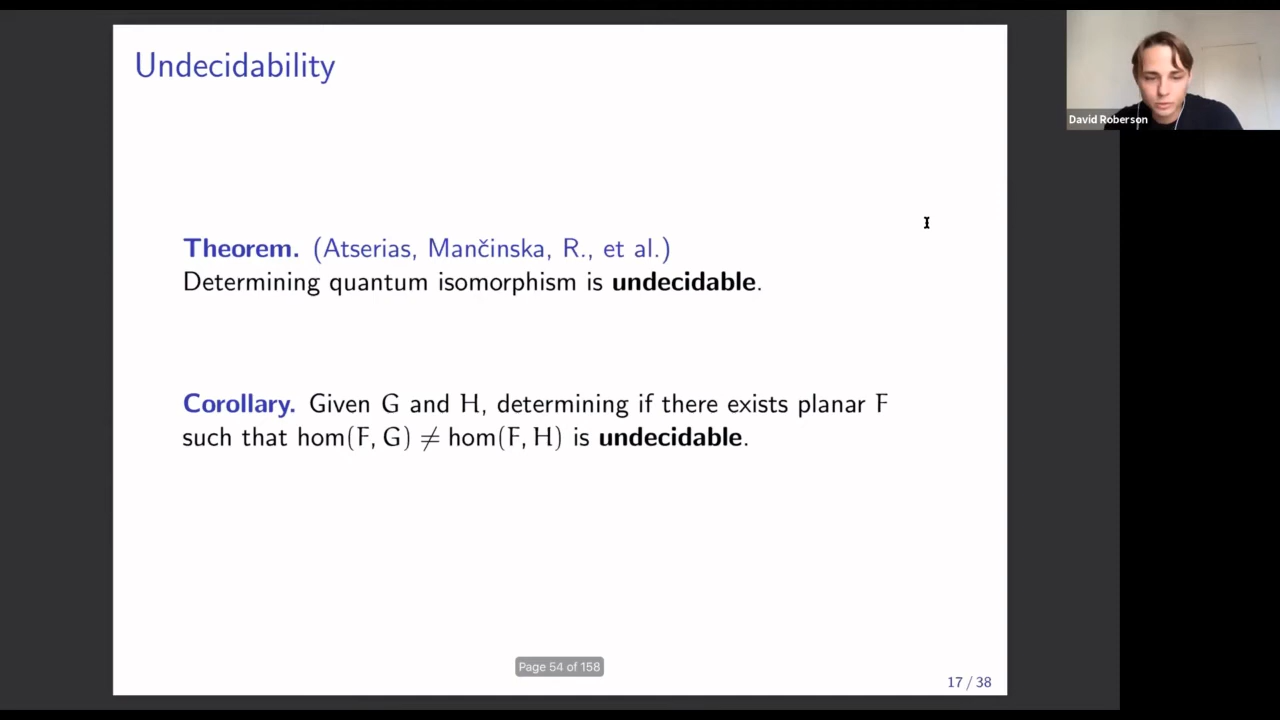 Undecidability
David Roberson
Theorem. (Atserias, Mančinska, R., et al.)
Determining quantum isomorphism is undecidable.
Corollary. Given G and H, determining if there exists planar F
such that hom(F, G) ≠ hom(F, H) is undecidable.
Page 54 of 158
17 / 38